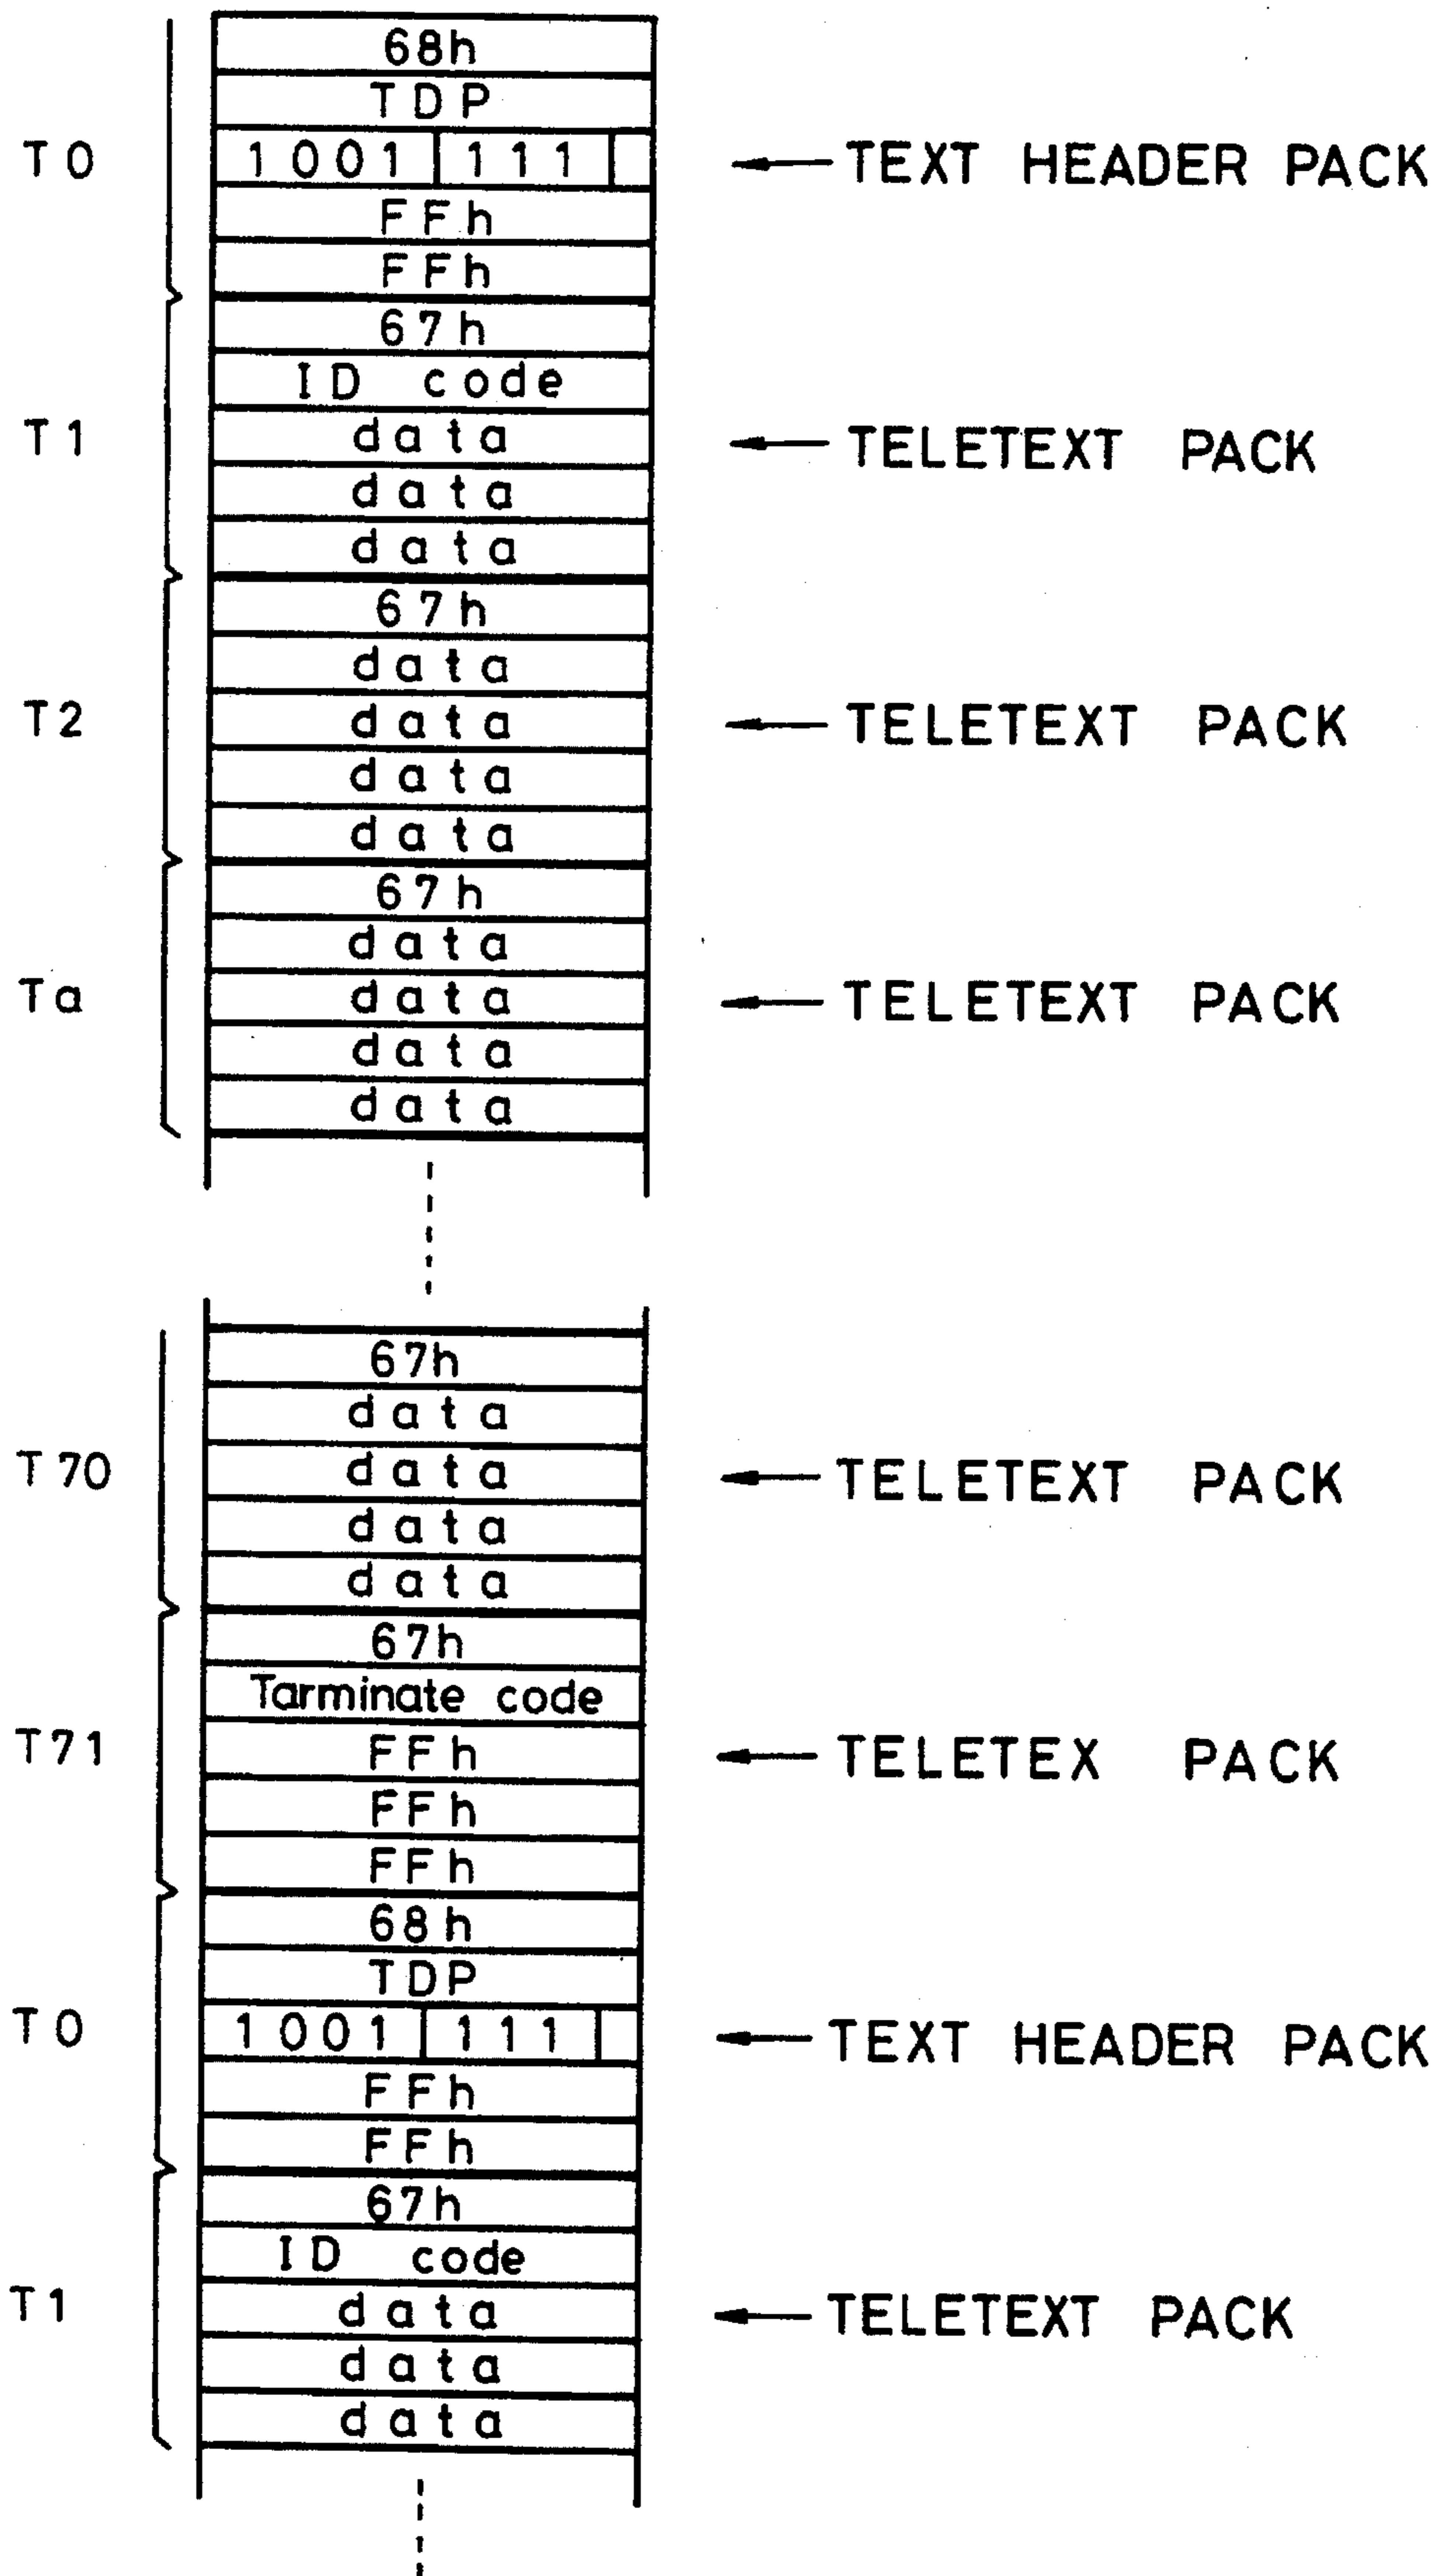 68h
TDP
T0 1001 111 TEXT HEADER PACK
FFh
FFh
67h
ID code
T1 data TELETEXT PACK
data
data
67h
data
T2 data TELETEXT PACK
data
data
67h
data
Ta data TELETEXT PACK
data
data
67h
data
T70 data TELETEXT PACK
data
data
67h
Tarminate code
T71 FFh TELETEX PACK
FFh
FFh
68h
TDP
T0 1001 111 TEXT HEADER PACK
FFh
FFh
67h
ID code
T1 data TELETEXT PACK
data
data